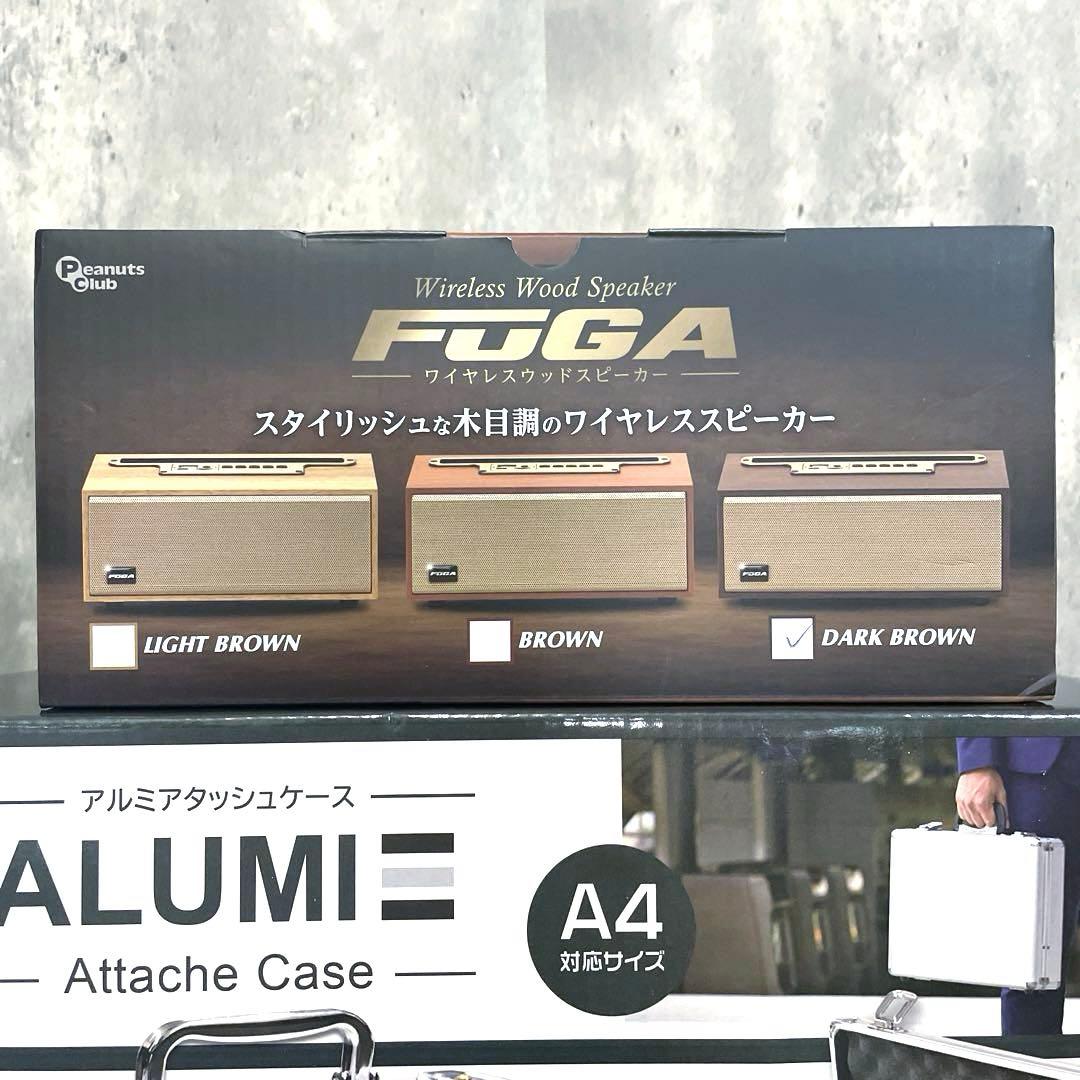 Peanuts
Club
Wireless Wood Speaker
FUGA
ワイヤレスウッドスピーカー
スタイリッシュな木目調のワイヤレススピーカー
FUGA
FUGA
FUGA
LIGHT BROWN
BROWN
DARK BROWN
アルミアタッシュケース
ALUMIE
Attache Case
A4
対応サイズ